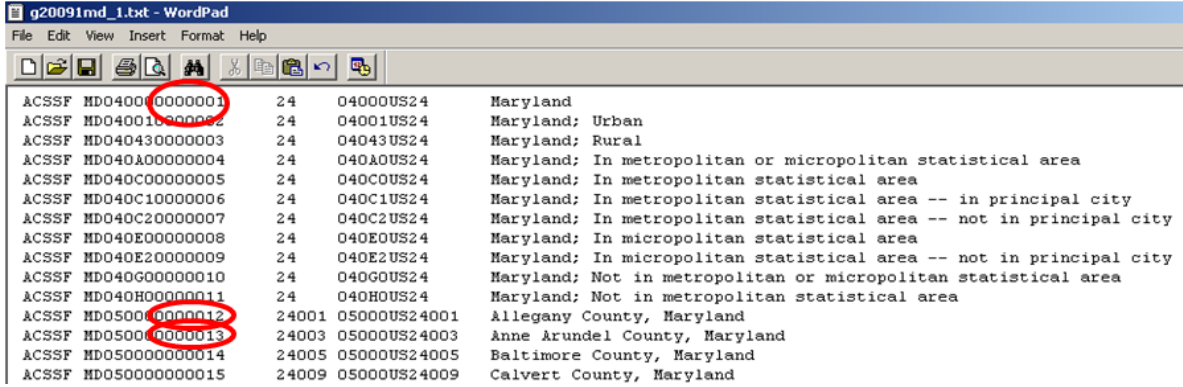 g20091md_1.txt - WordPad
File Edit View Insert Format Help
ACSSF MD040000000001 24 04000US24 Maryland
ACSSF MD040010000002 24 04001US24 Maryland; Urban
ACSSF MD040430000003 24 04043US24 Maryland; Rural
ACSSF MD040A00000004 24 040A0US24 Maryland; In metropolitan or micropolitan statistical area
ACSSF MD040C00000005 24 040C0US24 Maryland; In metropolitan statistical area
ACSSF MD040C10000006 24 040C1US24 Maryland; In metropolitan statistical area -- in principal city
ACSSF MD040C20000007 24 040C2US24 Maryland; In metropolitan statistical area -- not in principal city
ACSSF MD040E00000008 24 040E0US24 Maryland; In micropolitan statistical area
ACSSF MD040E20000009 24 040E2US24 Maryland; In micropolitan statistical area -- not in principal city
ACSSF MD040G00000010 24 040G0US24 Maryland; Not in metropolitan or micropolitan statistical area
ACSSF MD040H00000011 24 040H0US24 Maryland; Not in metropolitan statistical area
ACSSF MD050000000012 24001 05000US24001 Allegany County, Maryland
ACSSF MD050000000013 24003 05000US24003 Anne Arundel County, Maryland
ACSSF MD050000000014 24005 05000US24005 Baltimore County, Maryland
ACSSF MD050000000015 24009 05000US24009 Calvert County, Maryland